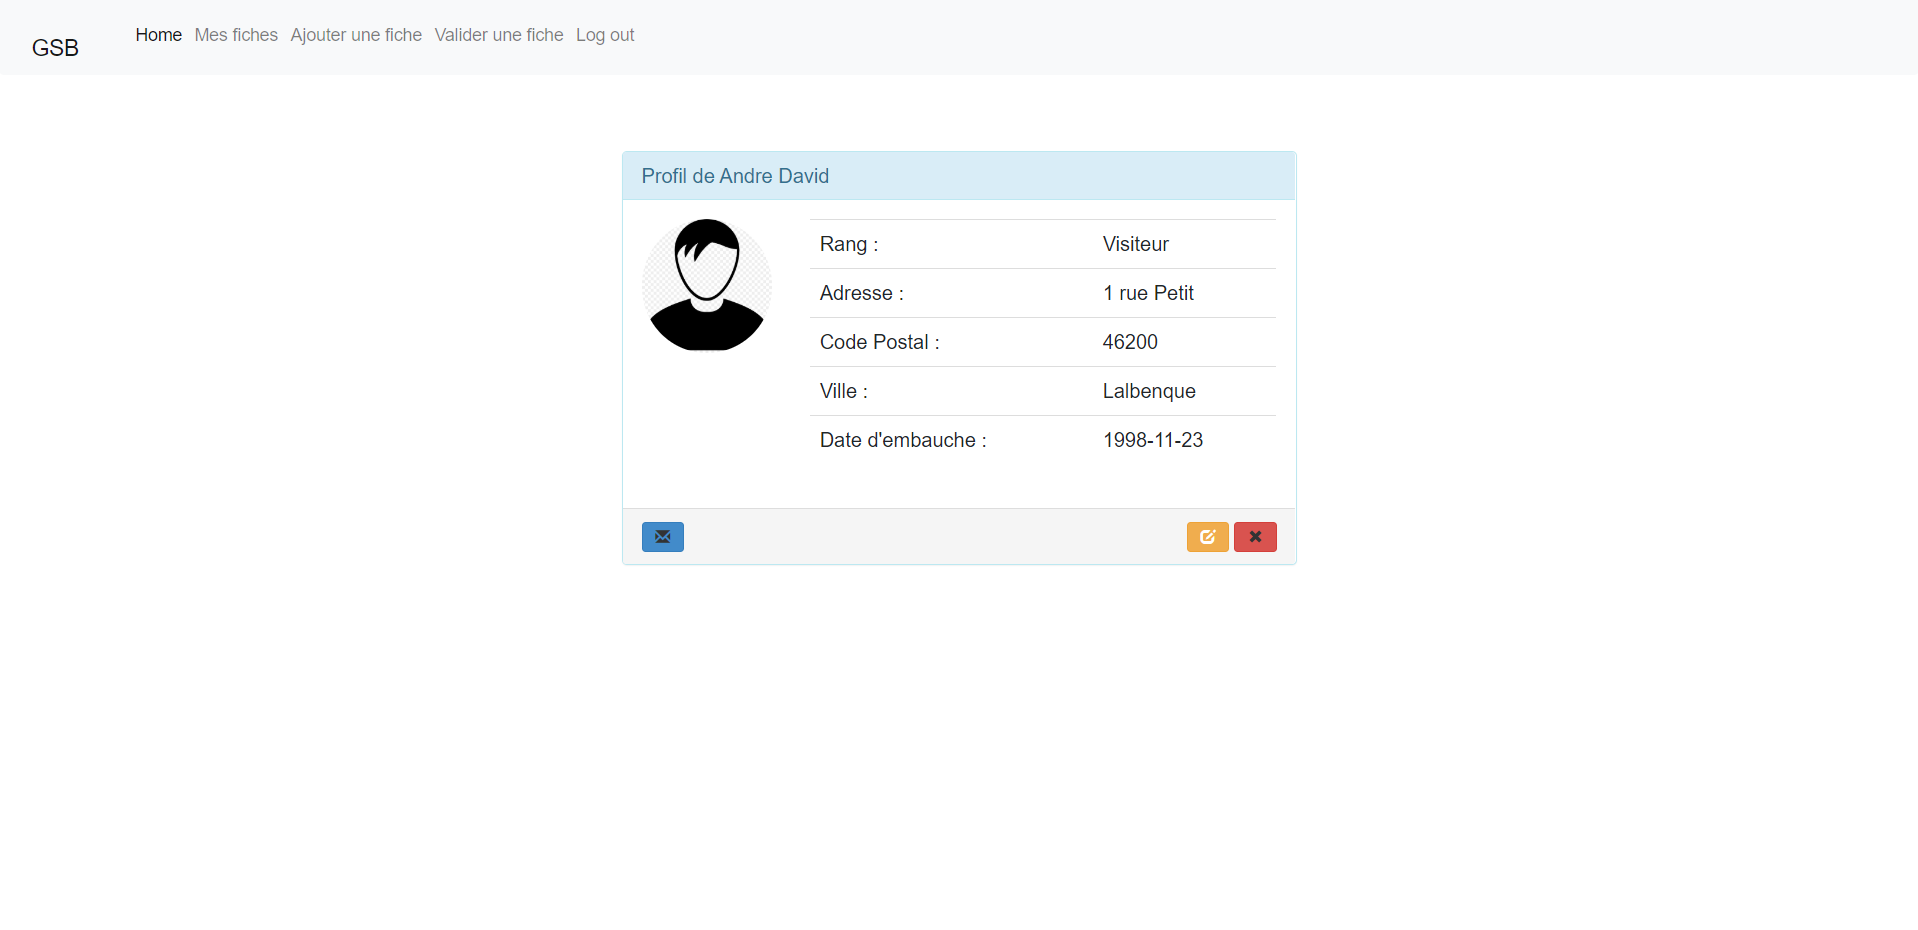 GSB
Home Mes fiches Ajouter une fiche Valider une fiche Log out
Profil de Andre David
Rang : Visiteur
Adresse : 1 rue Petit
Code Postal : 46200
Ville : Lalbenque
Date d'embauche : 1998-11-23